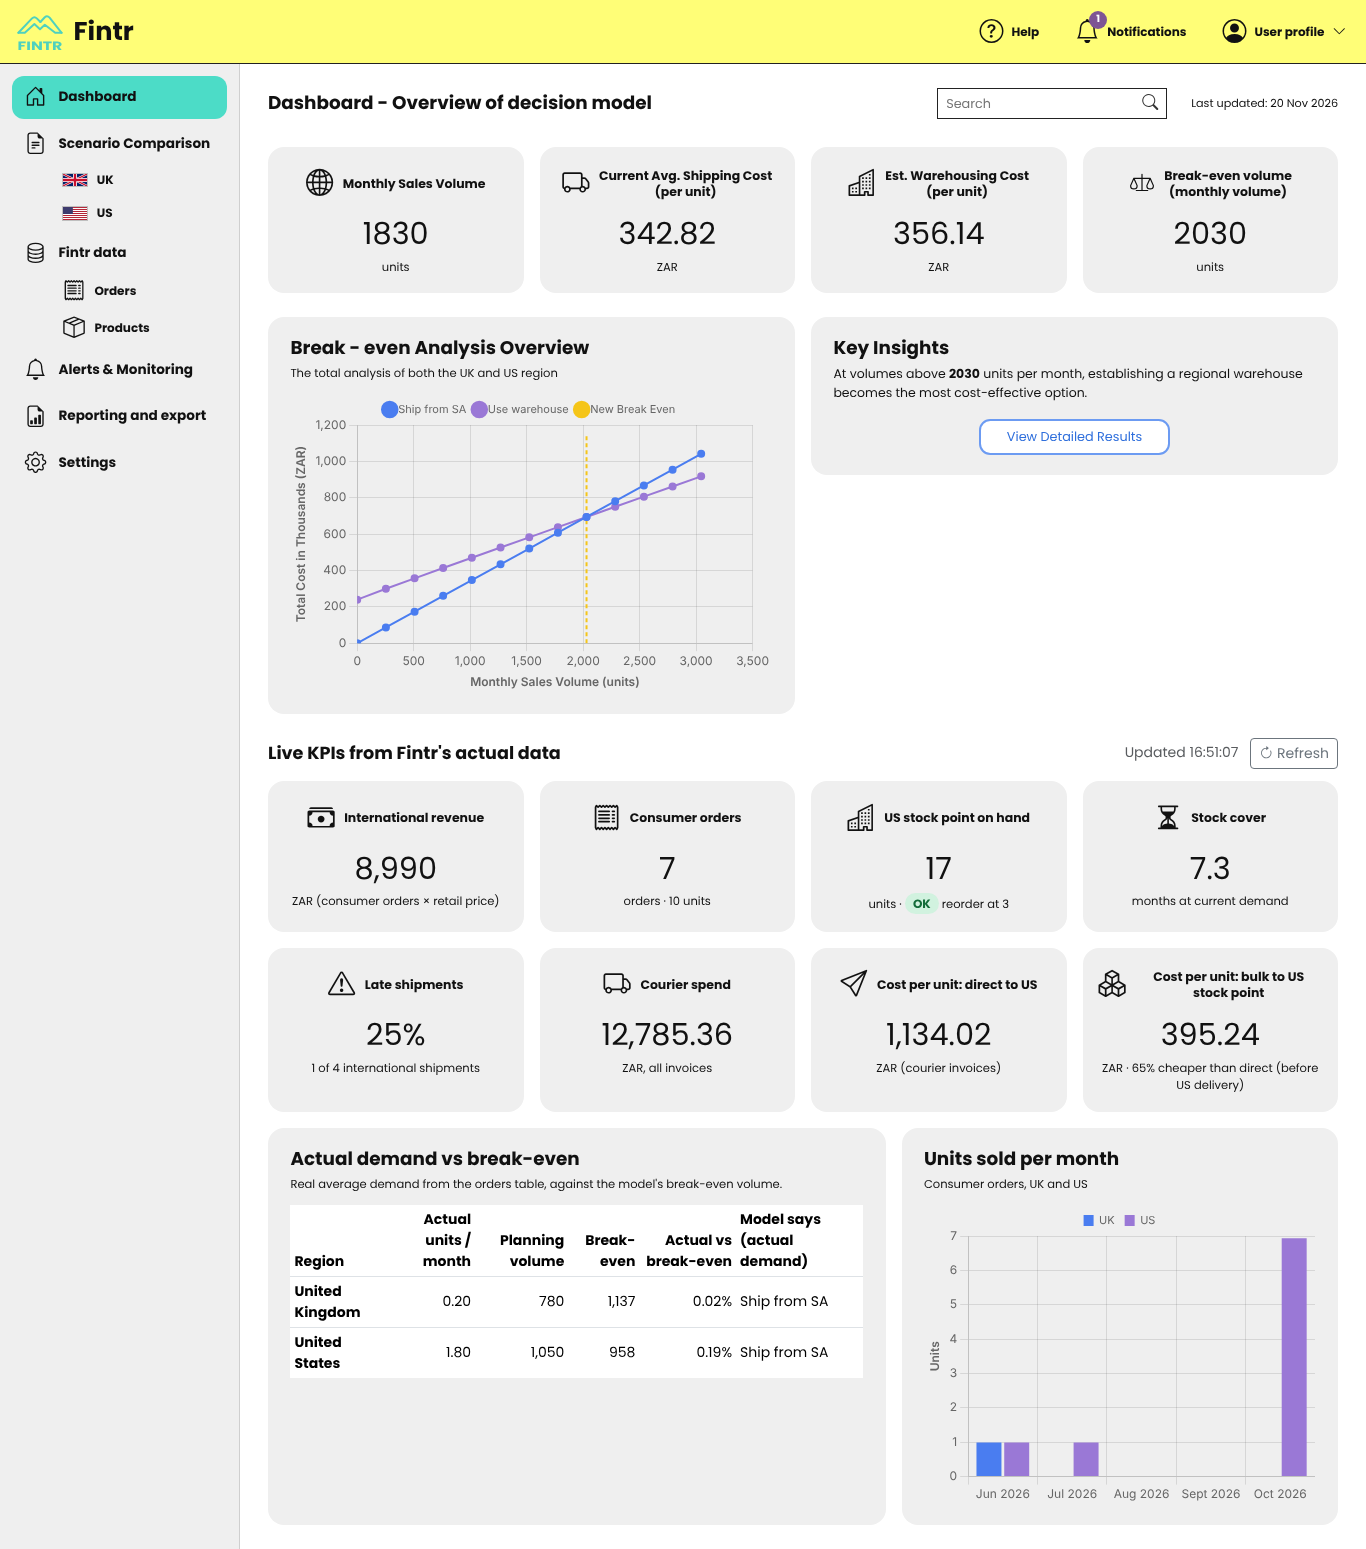 FINTR
Fintr
Help
1
Notifications
User profile
Dashboard
Scenario Comparison
UK
US
Fintr data
Orders
Products
Alerts & Monitoring
Reporting and export
Settings
Dashboard - Overview of decision model
Search
Last updated: 20 Nov 2026
Monthly Sales Volume
1830
units
Current Avg. Shipping Cost
(per unit)
342.82
ZAR
Est. Warehousing Cost
(per unit)
356.14
ZAR
Break-even volume
(monthly volume)
2030
units
Break - even Analysis Overview
The total analysis of both the UK and US region
Ship from SA Use warehouse New Break Even
Total Cost in Thousands (ZAR)
1,200
1,000
800
600
400
200
0
0 500 1,000 1,500 2,000 2,500 3,000 3,500
Monthly Sales Volume (units)
Key Insights
At volumes above 2030 units per month, establishing a regional warehouse
becomes the most cost-effective option.
View Detailed Results
Live KPIs from Fintr's actual data
Updated 16:51:07
Refresh
International revenue
8,990
ZAR (consumer orders × retail price)
Consumer orders
7
orders · 10 units
US stock point on hand
17
units · OK reorder at 3
Stock cover
7.3
months at current demand
Late shipments
25%
1 of 4 international shipments
Courier spend
12,785.36
ZAR, all invoices
Cost per unit: direct to US
1,134.02
ZAR (courier invoices)
Cost per unit: bulk to US
stock point
395.24
ZAR · 65% cheaper than direct (before
US delivery)
Actual demand vs break-even
Real average demand from the orders table, against the model's break-even volume.
Region
Actual
units /
month
Planning
volume
Break-
even
Actual vs
break-even
Model says
(actual
demand)
United
Kingdom
0.20 780 1,137 0.02% Ship from SA
United
States
1.80 1,050 958 0.19% Ship from SA
Units sold per month
Consumer orders, UK and US
UK US
Units
7
6
5
4
3
2
1
0
Jun 2026 Jul 2026 Aug 2026 Sept 2026 Oct 2026